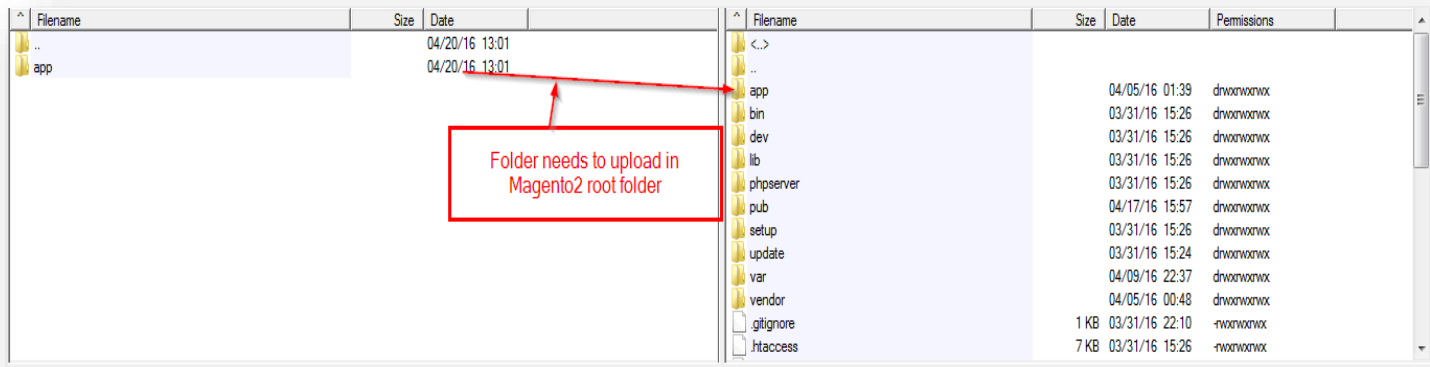 ^ Filename Size Date
.. 04/20/16 13:01
app 04/20/16 13:01
Folder needs to upload in
Magento2 root folder
^ Filename Size Date Permissions
<..>
..
app 04/05/16 01:39 drwxrwxrwx
bin 03/31/16 15:26 drwxrwxrwx
dev 03/31/16 15:26 drwxrwxrwx
lib 03/31/16 15:26 drwxrwxrwx
phpserver 03/31/16 15:26 drwxrwxrwx
pub 04/17/16 15:57 drwxrwxrwx
setup 03/31/16 15:26 drwxrwxrwx
update 03/31/16 15:24 drwxrwxrwx
var 04/09/16 22:37 drwxrwxrwx
vendor 04/05/16 00:48 drwxrwxrwx
.gitignore 1 KB 03/31/16 22:10 -rwxrwxrwx
.htaccess 7 KB 03/31/16 15:26 -rwxrwxrwx